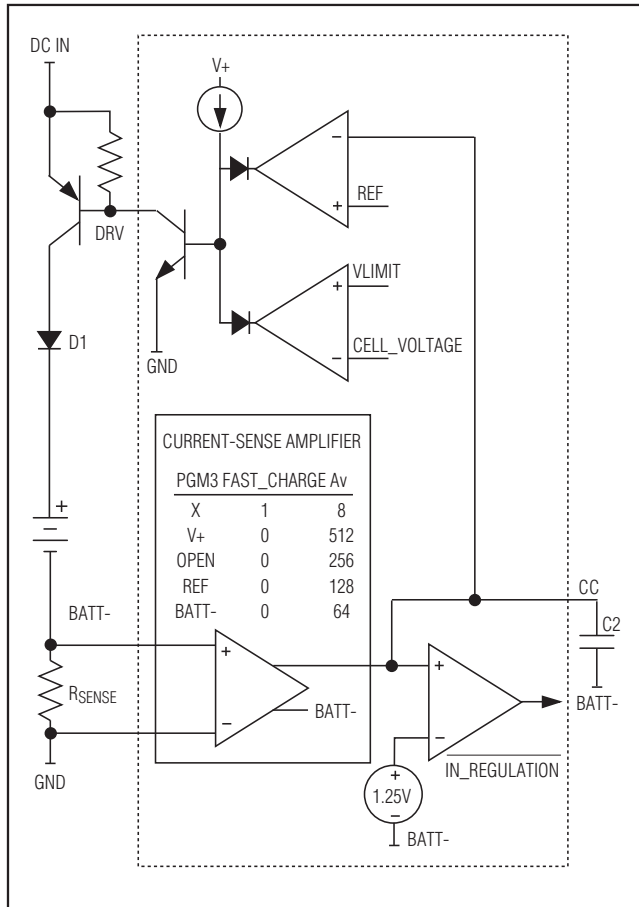 DC IN
V+
REF
DRV
VLIMIT
CELL_VOLTAGE
D1
GND
CURRENT-SENSE AMPLIFIER
PGM3 FAST_CHARGE Av
X 1 8
V+ 0 512
OPEN 0 256
REF 0 128
BATT- 0 64
BATT-
RSENSE
GND
BATT-
CC
C2
BATT-
IN_REGULATION
1.25V
BATT-